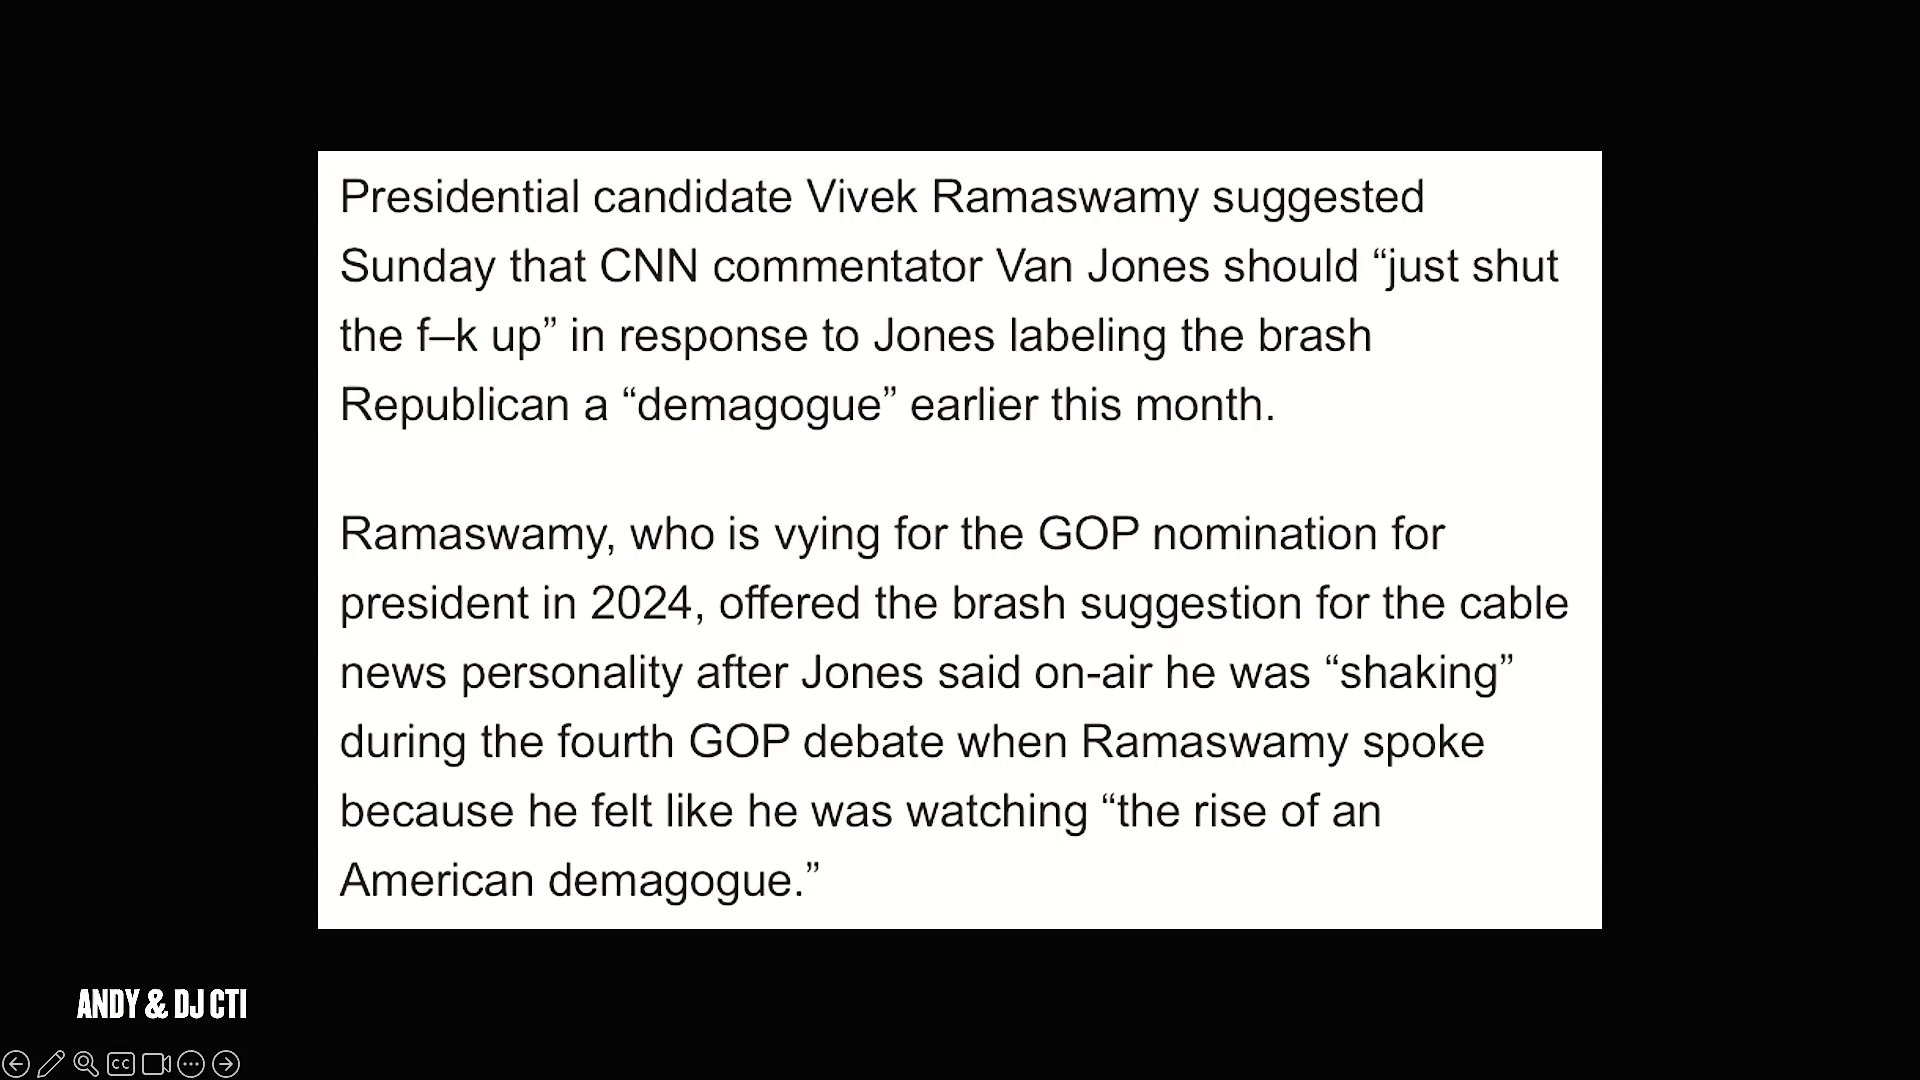 Presidential candidate Vivek Ramaswamy suggested
Sunday that CNN commentator Van Jones should “just shut
the f–k up” in response to Jones labeling the brash
Republican a “demagogue” earlier this month.
Ramaswamy, who is vying for the GOP nomination for
president in 2024, offered the brash suggestion for the cable
news personality after Jones said on-air he was “shaking”
during the fourth GOP debate when Ramaswamy spoke
because he felt like he was watching “the rise of an
American demagogue.”
ANDY & DJ CTI
CC